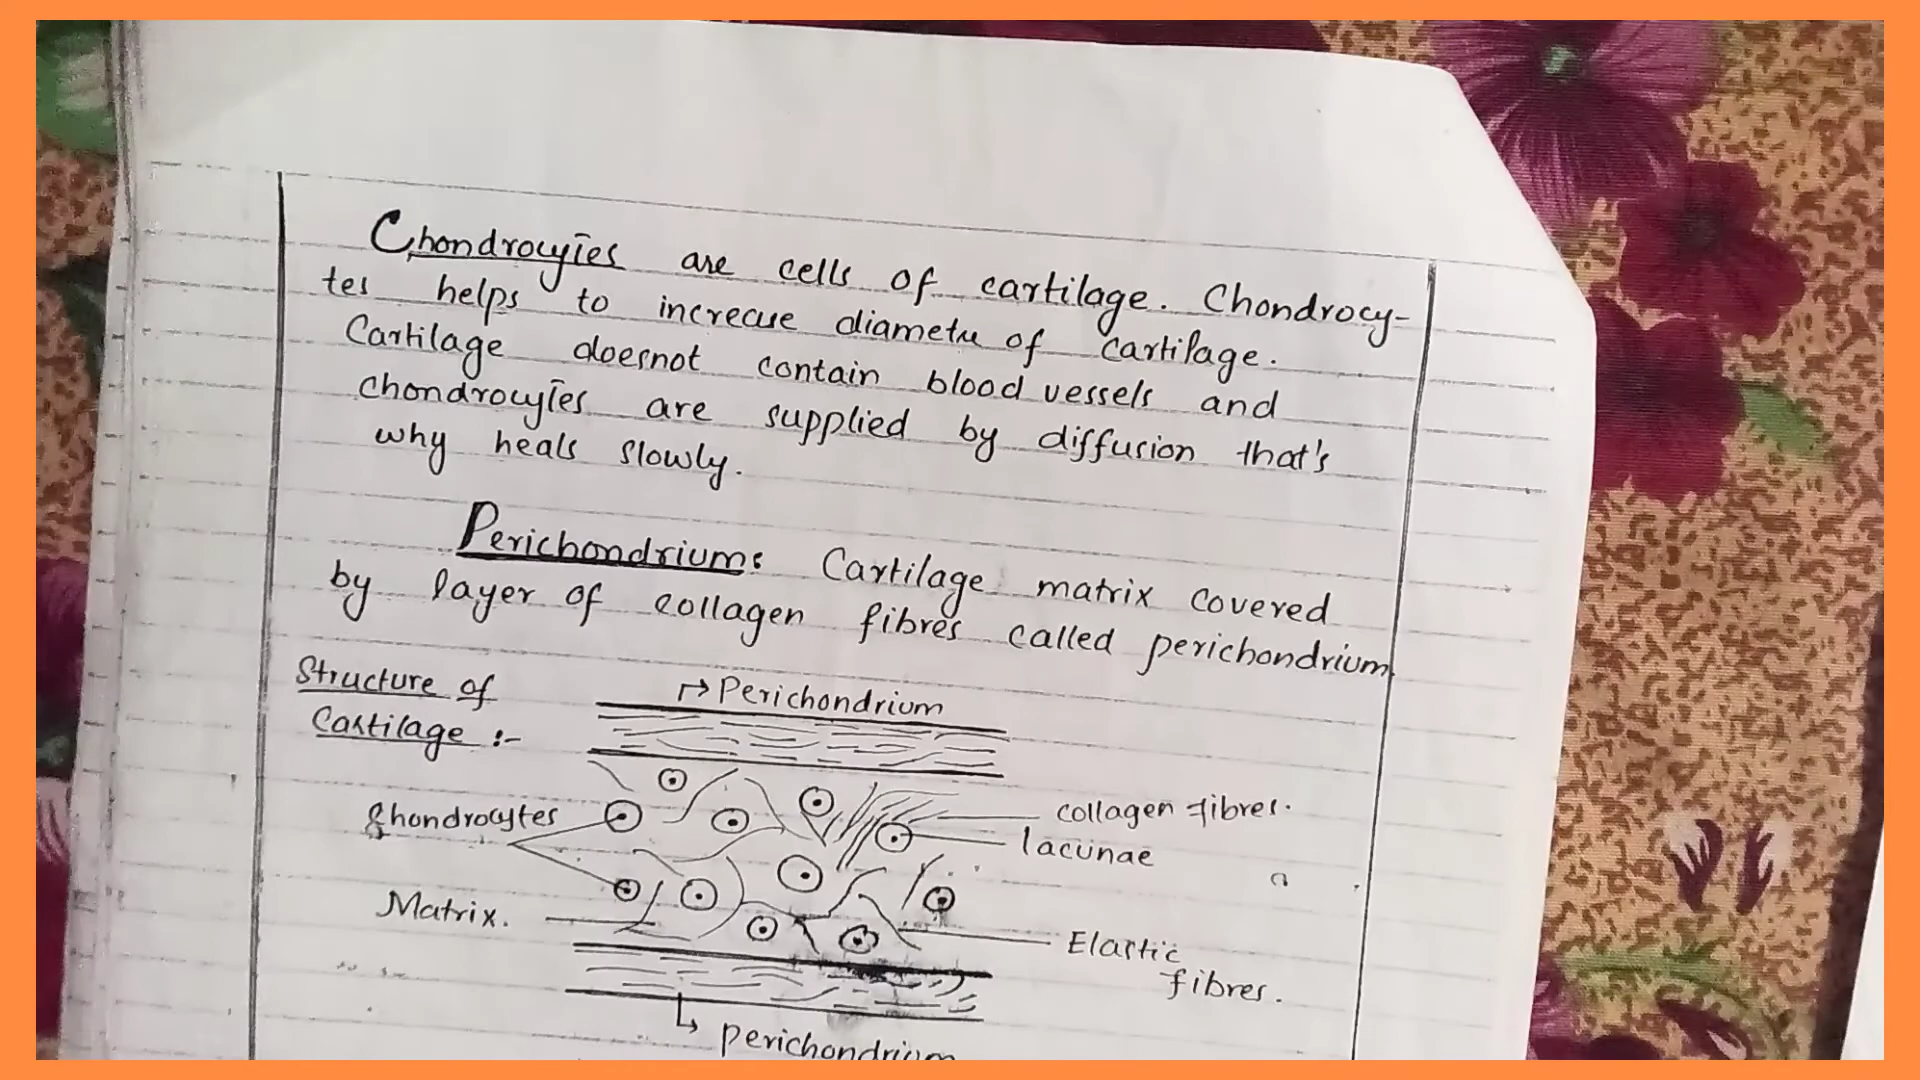 Chondrocytes are cells of cartilage. Chondrocy-
tes helps to increase diameter of cartilage.
Cartilage doesnot contain blood vessels and
chondrocytes are supplied by diffusion that's
why heals slowly.
Perichondrium: Cartilage matrix covered
by layer of collagen fibres called perichondrium
Structure of
Cartilage :-
↱ Perichondrium
Chondrocytes
collagen fibres.
lacunae
Matrix.
Elastic
fibres.
↳ perichondrium